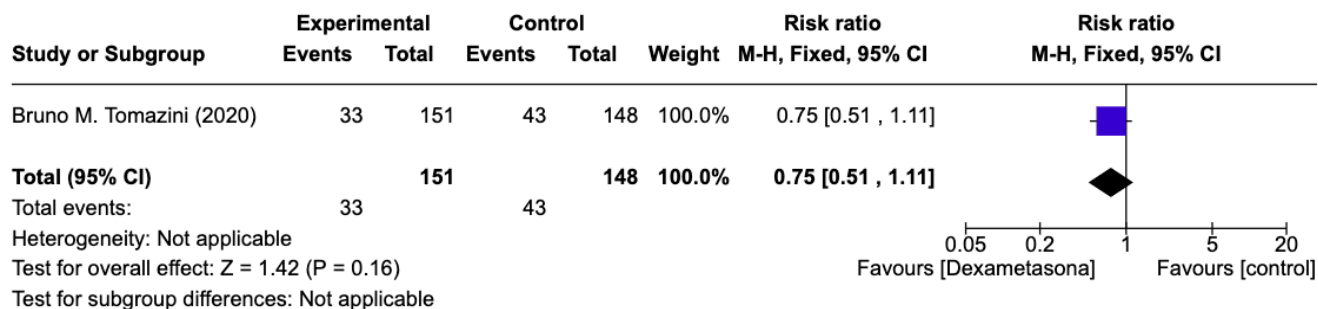 Experimental Control Risk ratio Risk ratio
Study or Subgroup Events Total Events Total Weight M-H, Fixed, 95% CI M-H, Fixed, 95% CI
Bruno M. Tomazini (2020) 33 151 43 148 100.0% 0.75 [0.51 , 1.11]
Total (95% CI) 151 148 100.0% 0.75 [0.51 , 1.11]
Total events: 33 43
Heterogeneity: Not applicable
0.05 0.2 1 5 20
Test for overall effect: Z = 1.42 (P = 0.16)
Favours [Dexametasona] Favours [control]
Test for subgroup differences: Not applicable